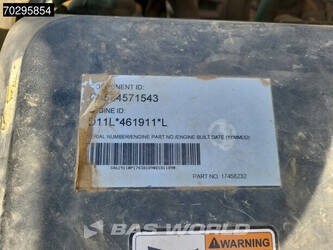 70295854
COMPONENT ID:
4571543
ENGINE ID:
D11L*461911*L
SERIAL NUMBER/ENGINE PART NO./ENGINE BUILT DATE (YYMMDD)
PART NO. 17458232
BAS WORLD
WARNING